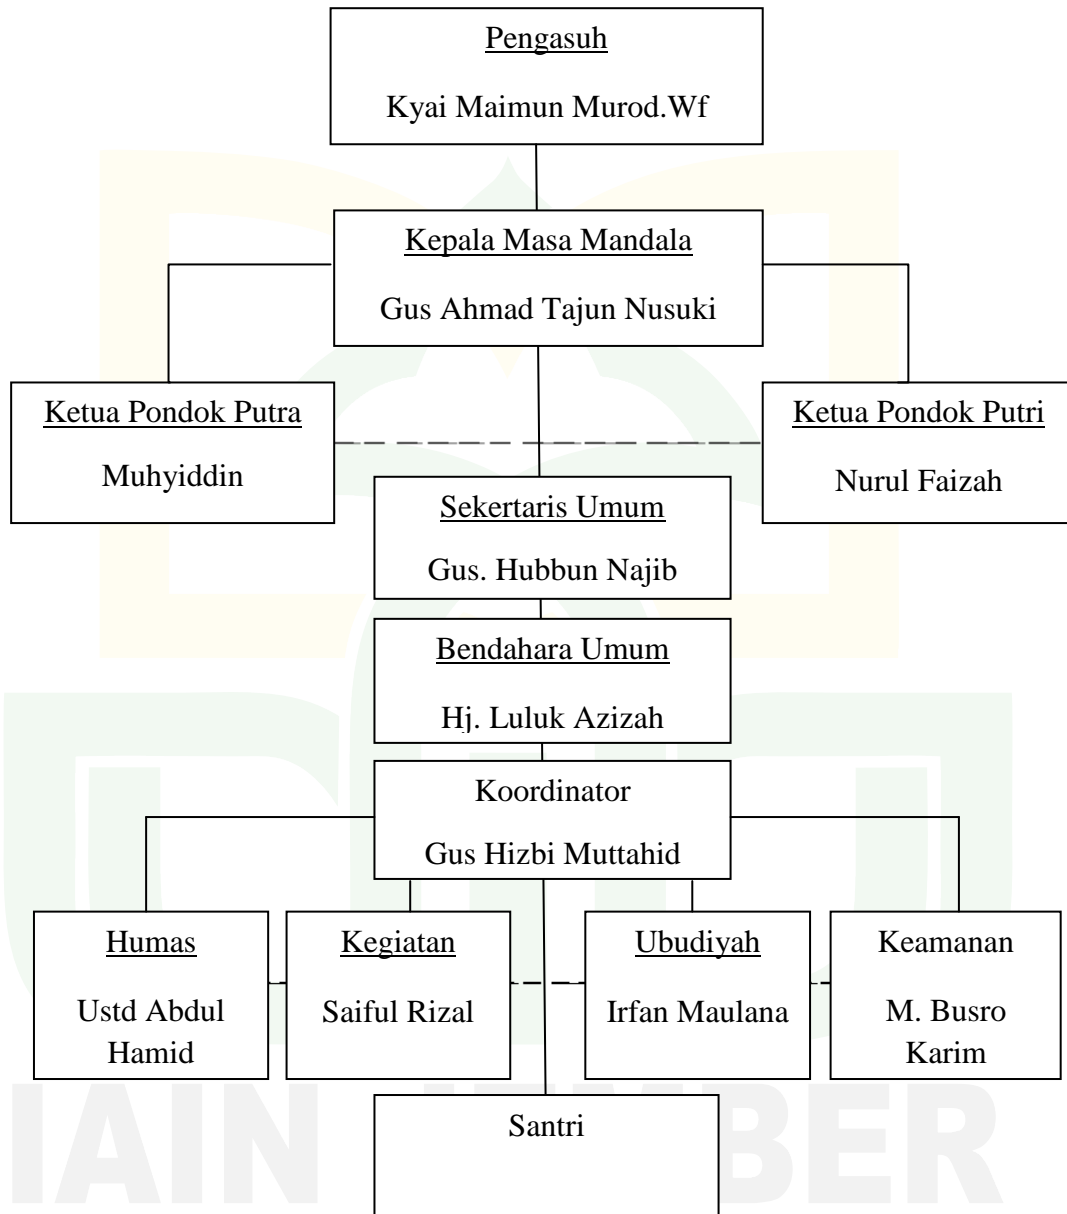 Pengasuh
Kyai Maimun Murod.Wf
Kepala Masa Mandala
Gus Ahmad Tajun Nusuki
Ketua Pondok Putra
Muhyiddin
Ketua Pondok Putri
Nurul Faizah
Sekertaris Umum
Gus. Hubbun Najib
Bendahara Umum
Hj. Luluk Azizah
Koordinator
Gus Hizbi Muttahid
Humas
Ustd Abdul
Hamid
Kegiatan
Saiful Rizal
Ubudiyah
Irfan Maulana
Keamanan
M. Busro
Karim
Santri
IAIN JEMBER